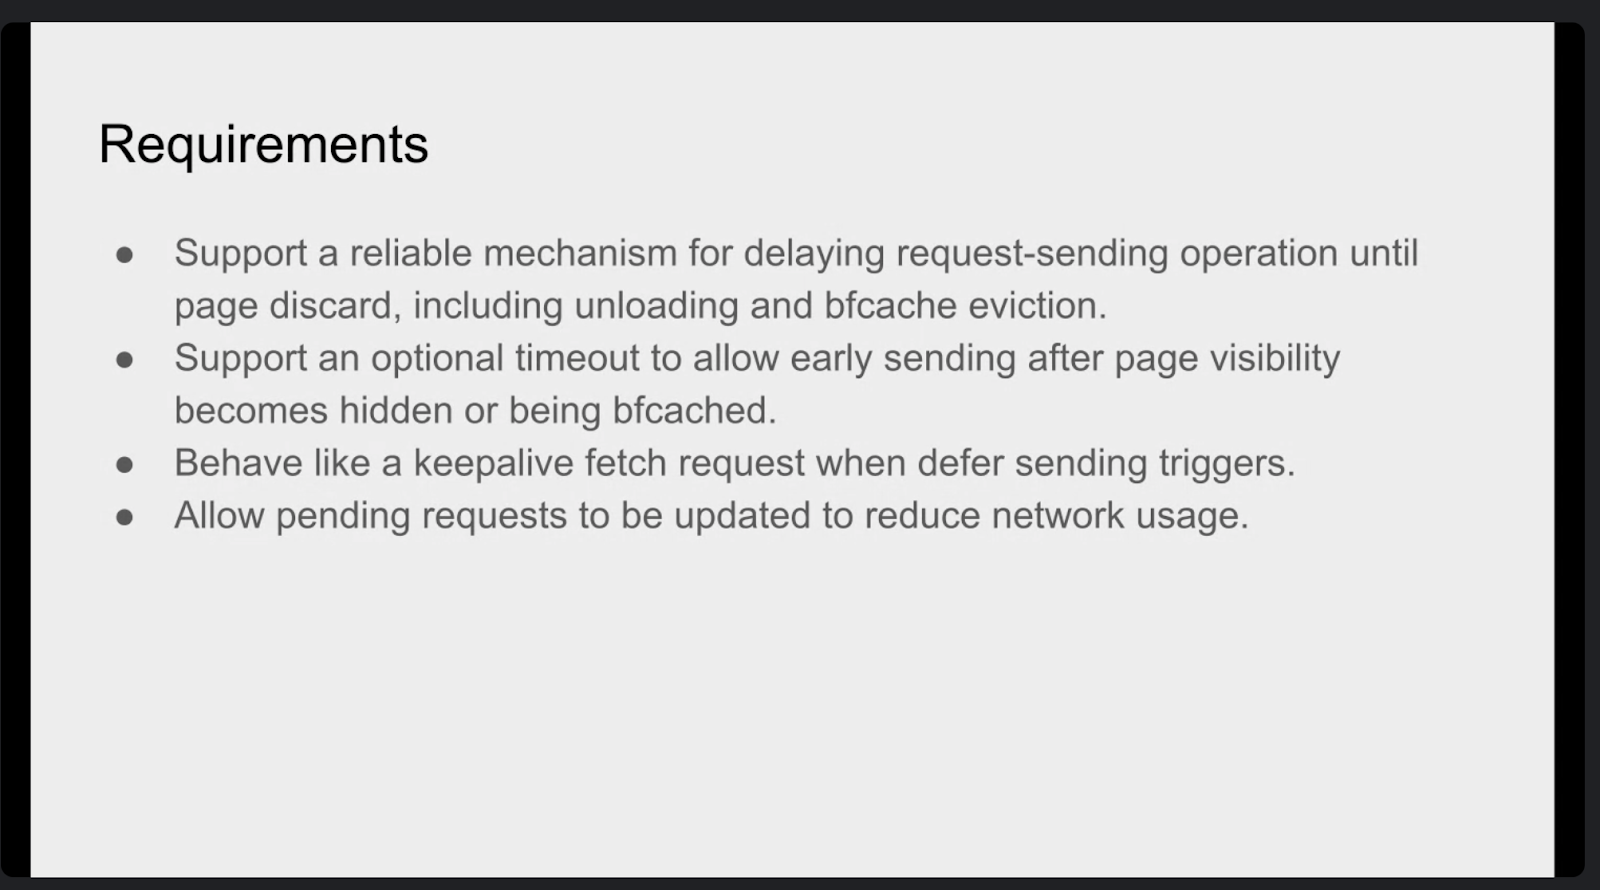 Requirements
● Support a reliable mechanism for delaying request-sending operation until
page discard, including unloading and bfcache eviction.
● Support an optional timeout to allow early sending after page visibility
becomes hidden or being bfcached.
● Behave like a keepalive fetch request when defer sending triggers.
● Allow pending requests to be updated to reduce network usage.